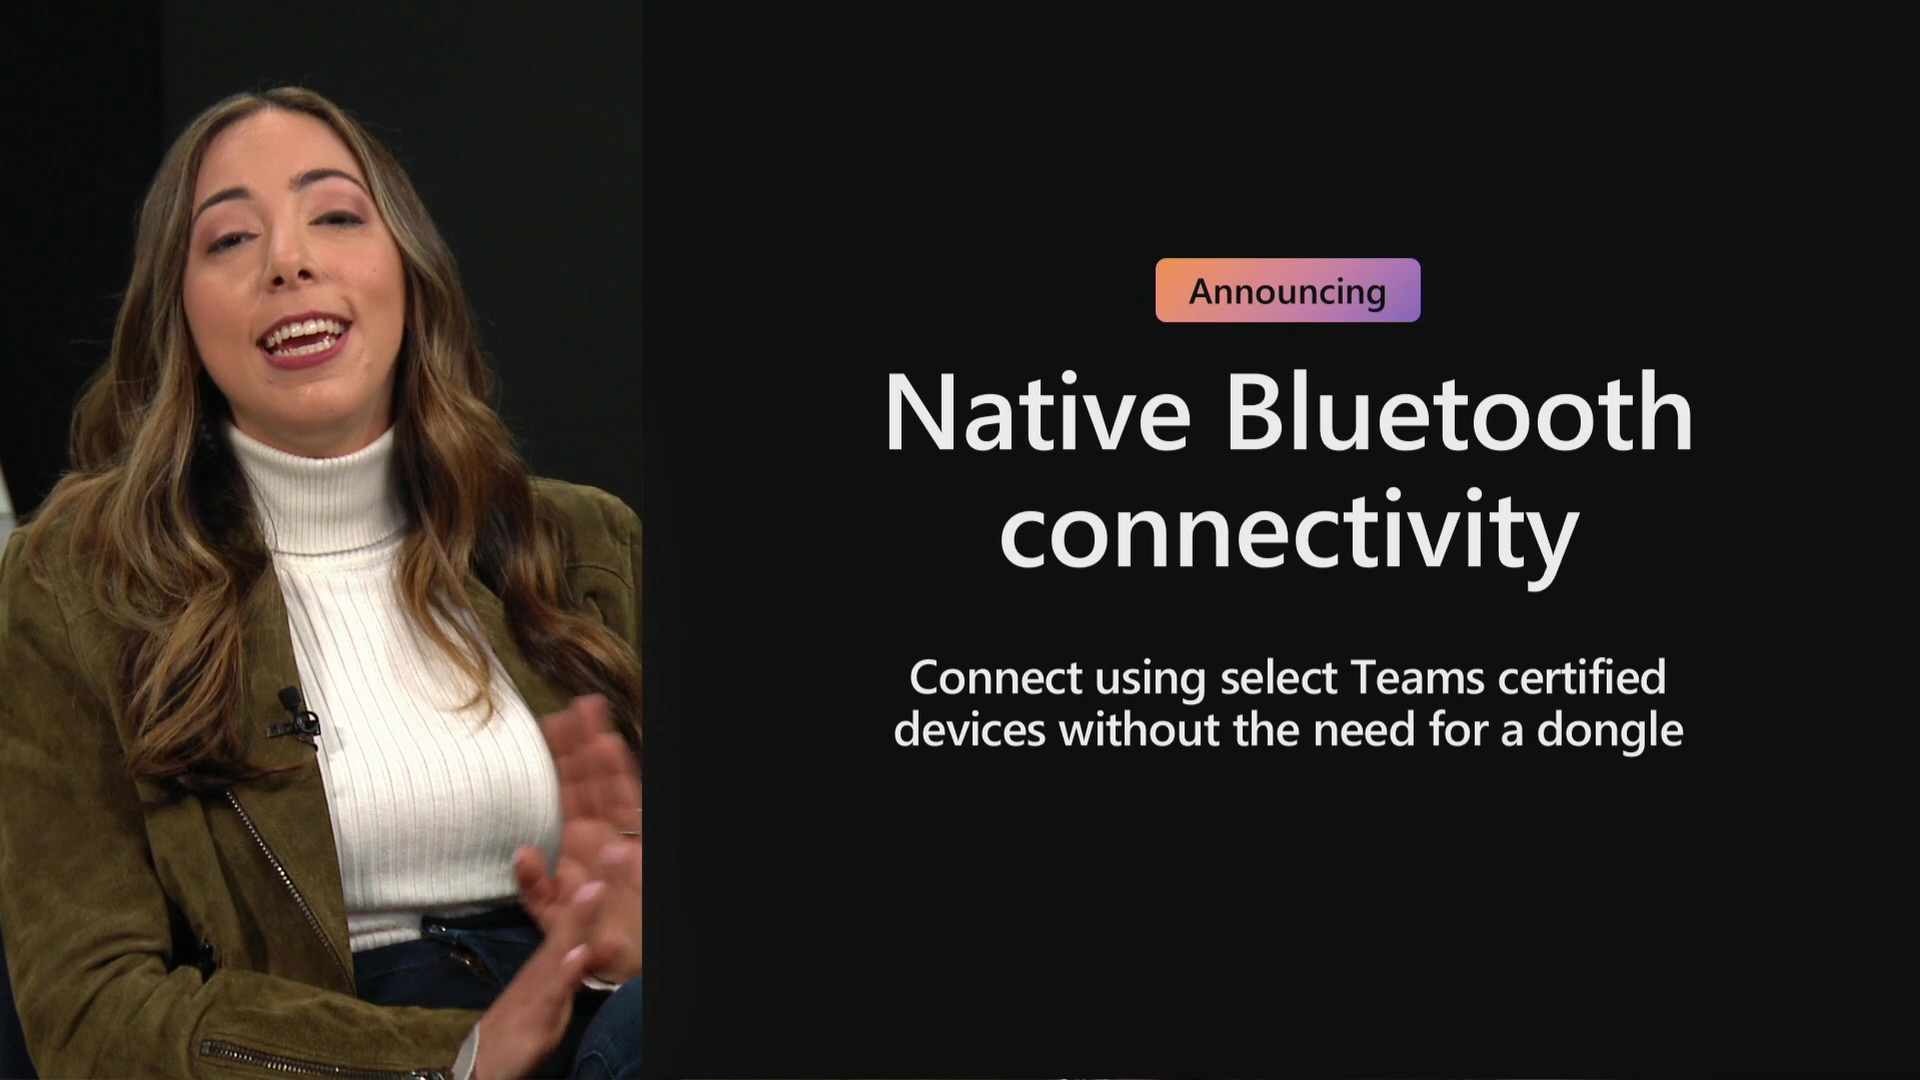 Announcing
Native Bluetooth
connectivity
Connect using select Teams certified
devices without the need for a dongle